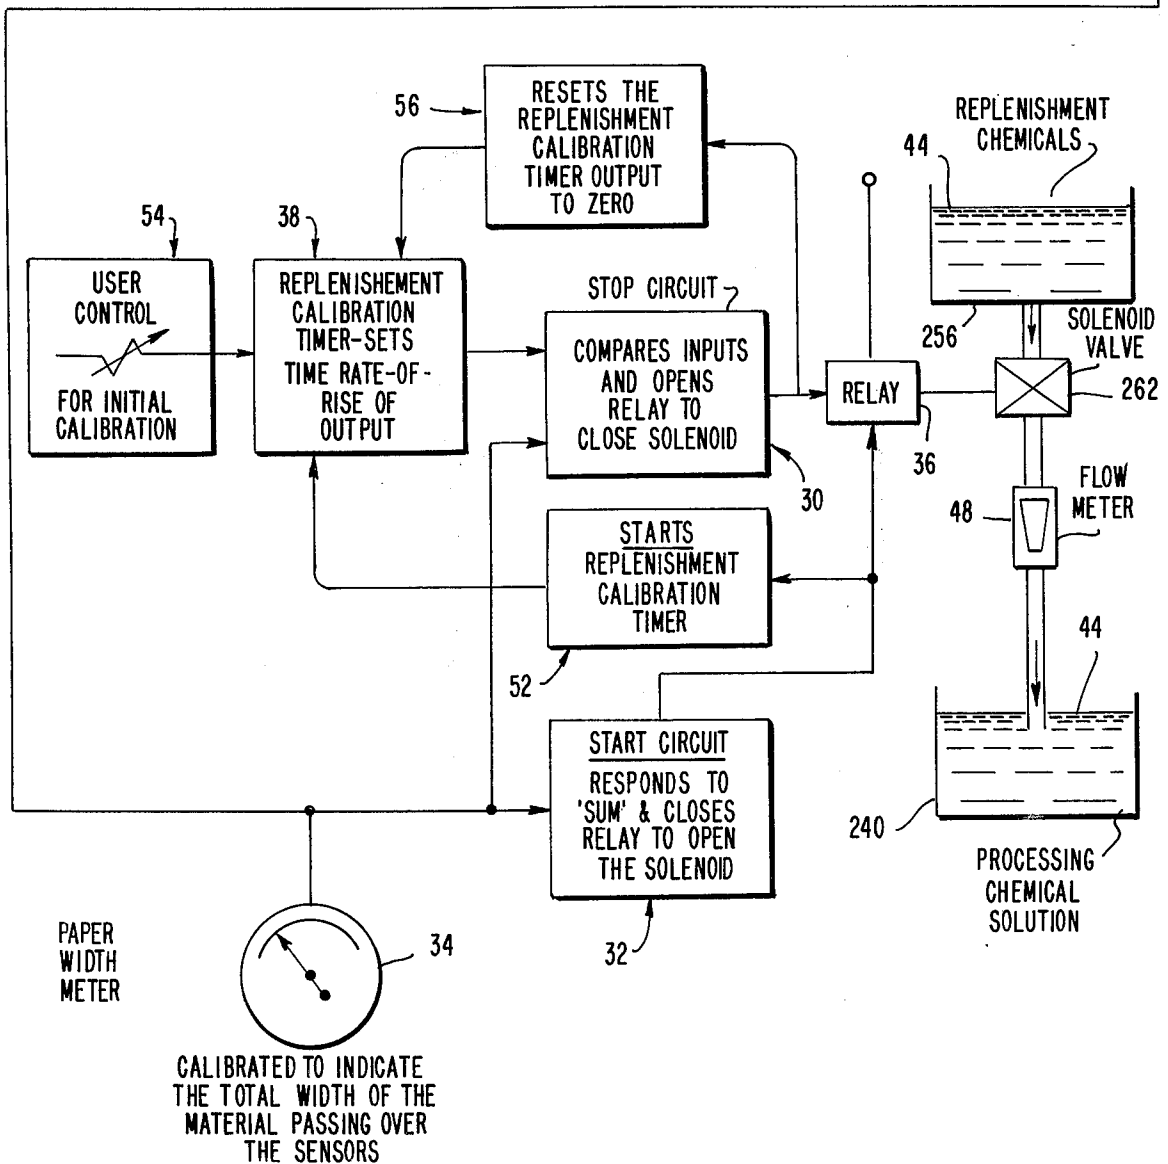 56
RESETS THE
REPLENISHMENT
CALIBRATION
TIMER OUTPUT
TO ZERO
REPLENISHMENT
CHEMICALS
44
54
38
USER
CONTROL
FOR INITIAL
CALIBRATION
REPLENISHEMENT
CALIBRATION
TIMER-SETS
TIME RATE-OF-
RISE OF
OUTPUT
STOP CIRCUIT
COMPARES INPUTS
AND OPENS
RELAY TO
CLOSE SOLENOID
30
RELAY
36
256
SOLENOID
VALVE
262
48
FLOW
METER
STARTS
REPLENISHMENT
CALIBRATION
TIMER
52
44
START CIRCUIT
RESPONDS TO
'SUM' & CLOSES
RELAY TO OPEN
THE SOLENOID
32
240
PROCESSING
CHEMICAL
SOLUTION
PAPER
WIDTH
METER
34
CALIBRATED TO INDICATE
THE TOTAL WIDTH OF THE
MATERIAL PASSING OVER
THE SENSORS